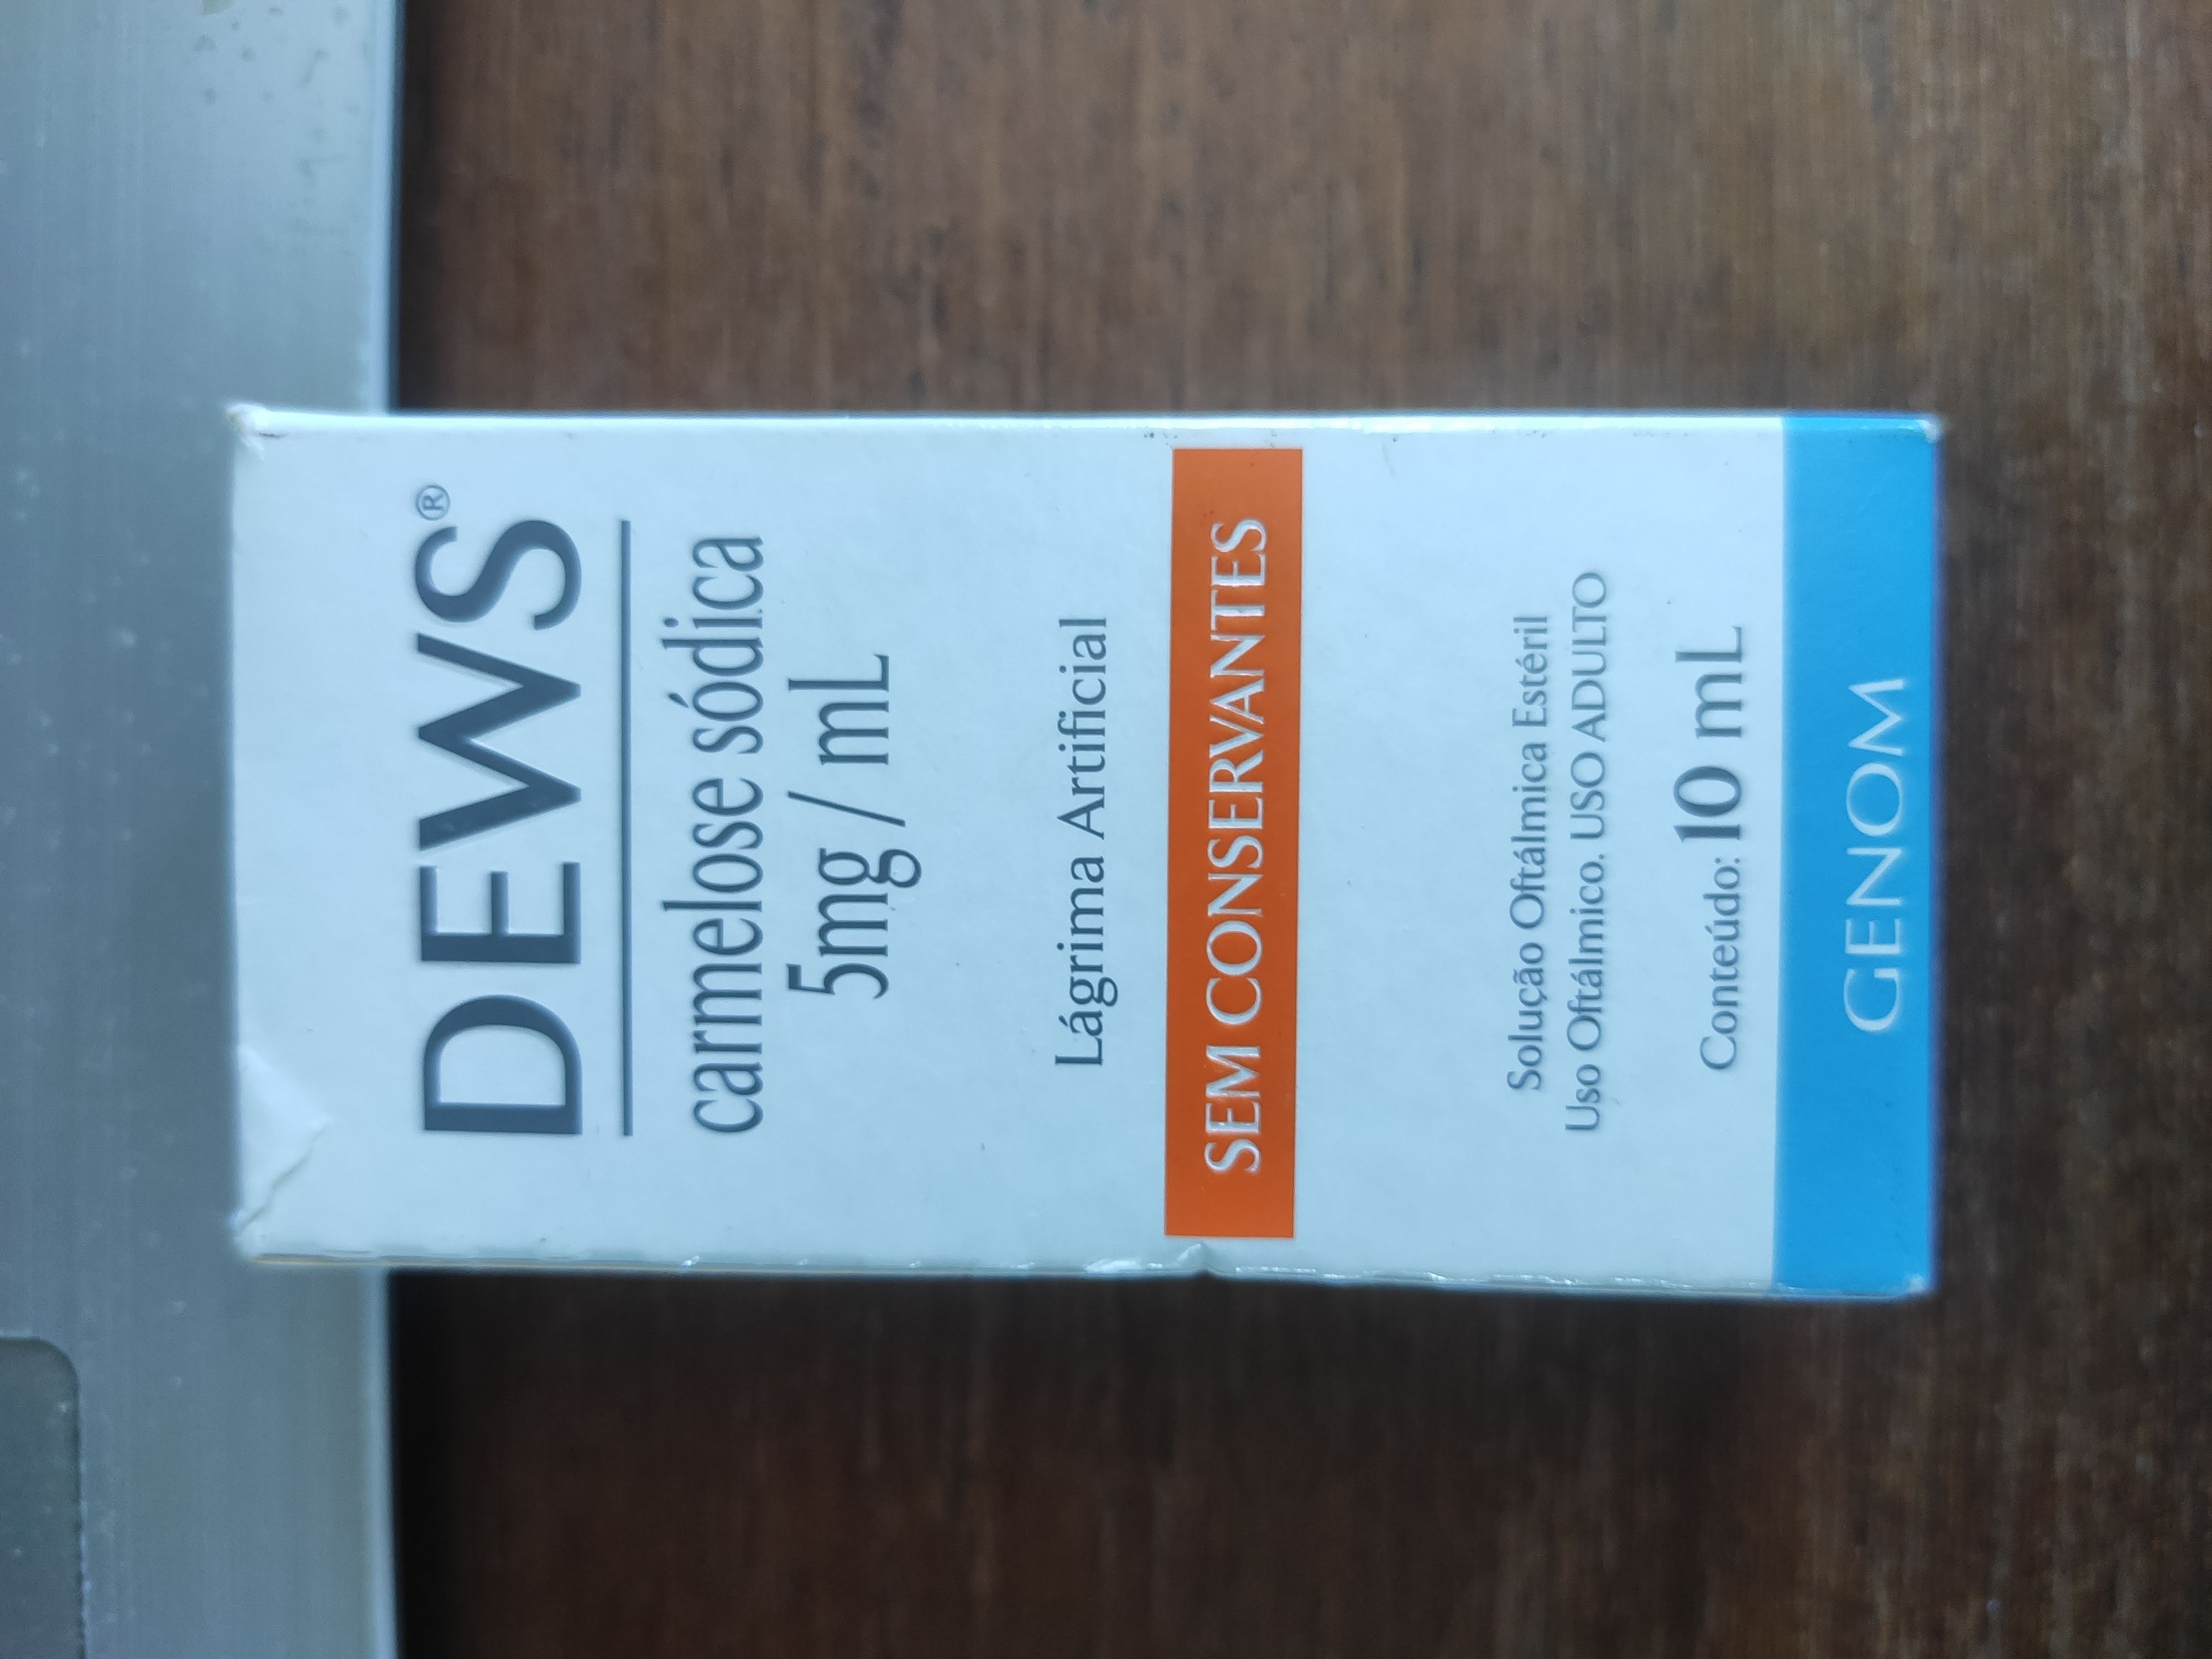 DEWS®
carmelose sódica
5mg / mL
Lágrima Artificial
SEM CONSERVANTES
Solução Oftálmica Estéril
Uso Oftálmico. USO ADULTO
Conteúdo: 10 mL
GENOM